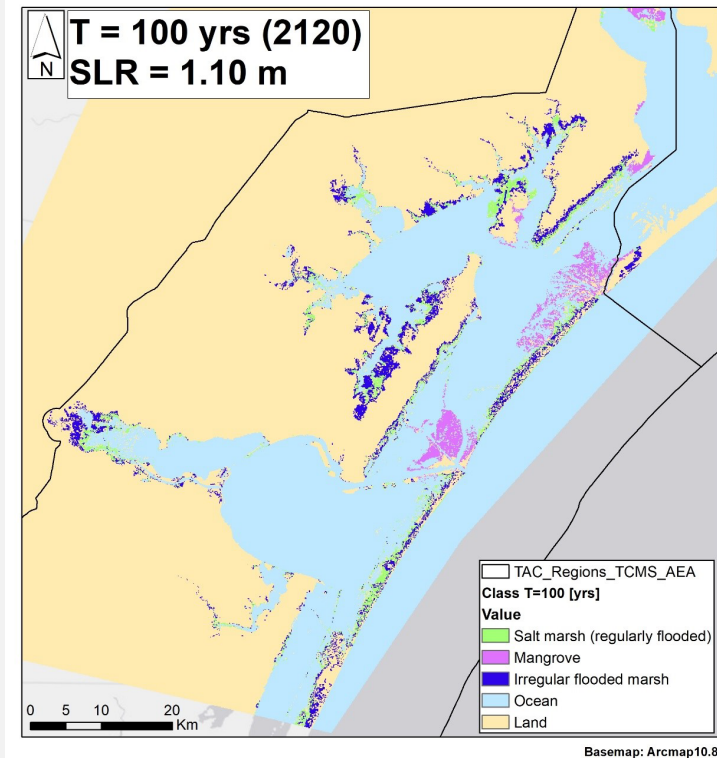 T = 100 yrs (2120)
SLR = 1.10 m
N
TAC_Regions_TCMS_AEA
Class T=100 [yrs]
Value
Salt marsh (regularly flooded)
Mangrove
Irregular flooded marsh
Ocean
Land
0 5 10 20
Km
Basemap: Arcmap10.8